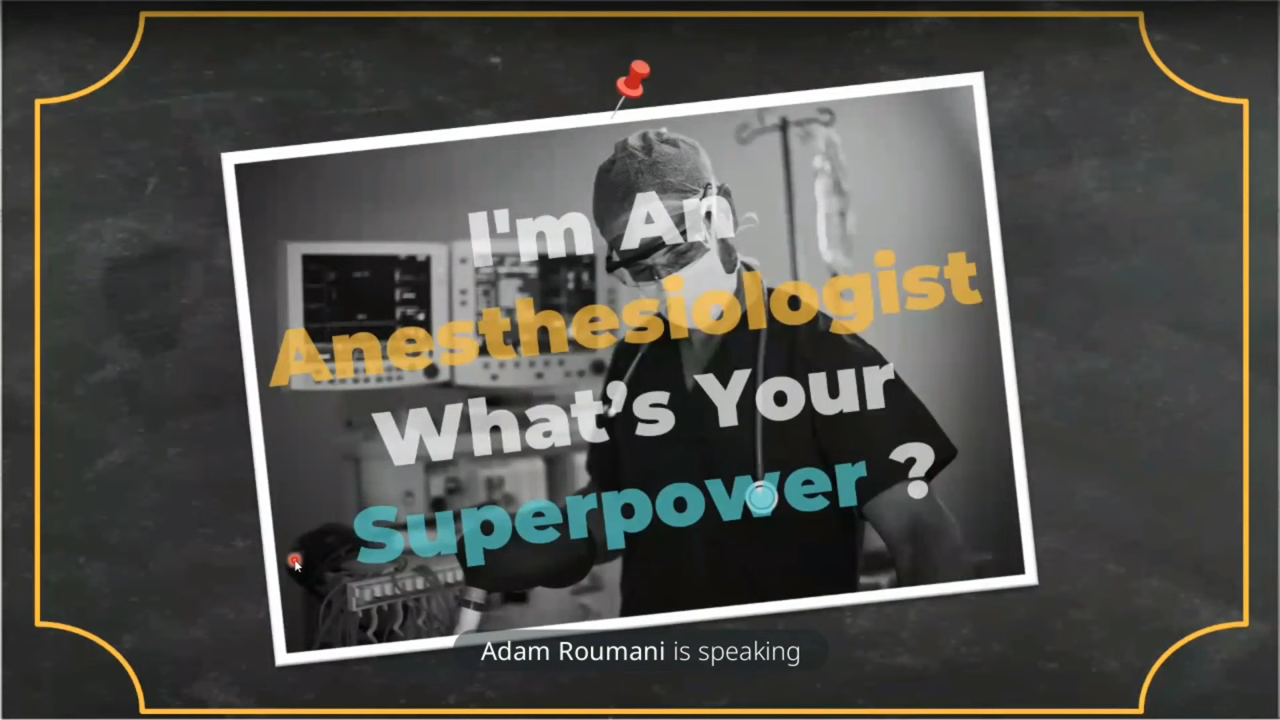 I'm An
Anesthesiologist
What’s Your
Superpower ?
Adam Roumani is speaking